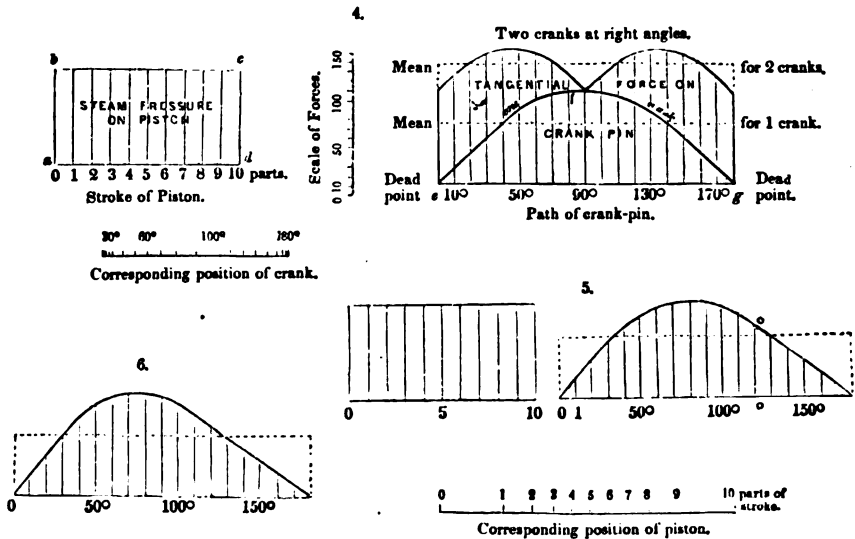 4.
b c
STEAM PRESSURE
ON PISTON
a d
0 1 2 3 4 5 6 7 8 9 10 parts.
Stroke of Piston.
Scale of Forces.
0 10 50 100 150
Two cranks at right angles.
Mean for 2 cranks.
TANGENTIAL FORCE ON
f
Mean for 1 crank.
CRANK PIN
Dead point e 10° 50° 90° 130° 170° g Dead point.
Path of crank-pin.
60° 100° 180°
Corresponding position of crank.
5.
0 5 10
0 1 50° 100° 150°
6.
0 50° 100° 150°
0 1 2 3 4 5 6 7 8 9 10 parts of stroke.
Corresponding position of piston.